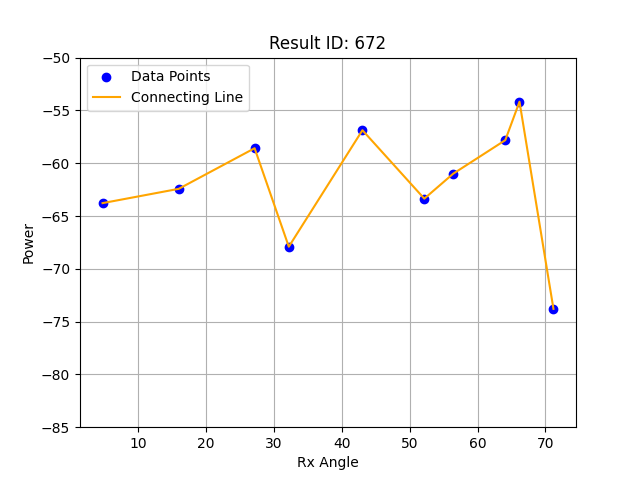 Result ID: 672
Data Points
Connecting Line
−50
−55
−60
−65
−70
−75
−80
−85
Power
10 20 30 40 50 60 70
Rx Angle